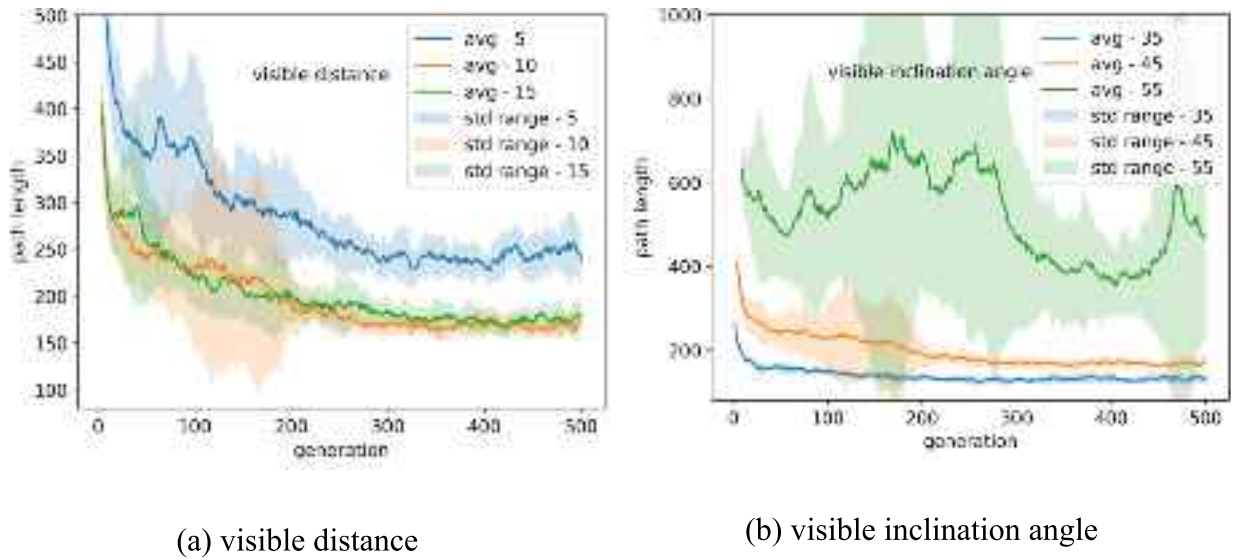 500
450
400
350
300
250
200
150
100
path length
0 100 200 300 400 500
generation
visible distance
avg - 5
avg - 10
avg - 15
std range - 5
std range - 10
std range - 15
1000
800
600
400
200
path length
0 100 200 300 400 500
generation
visible inclination angle
avg - 35
avg - 45
avg - 55
std range - 35
std range - 45
std range - 55
(a) visible distance
(b) visible inclination angle